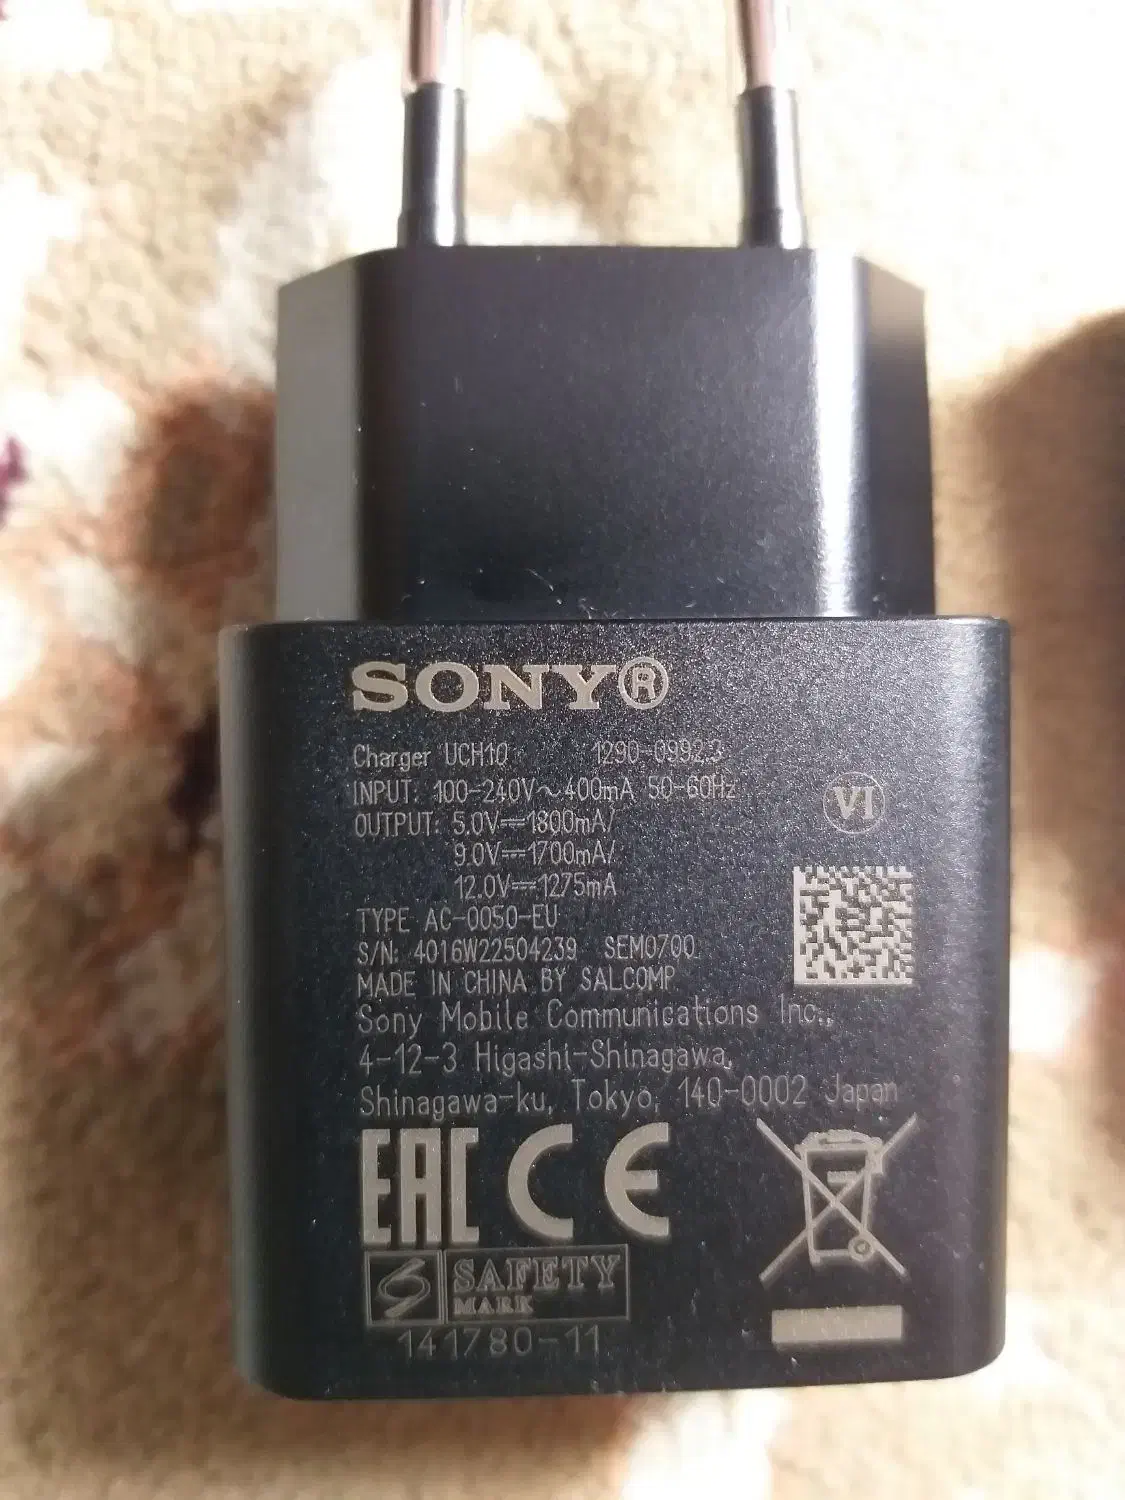 SONY®
Charger UCH10 1290-0992.3
INPUT: 100-240V~400mA 50-60Hz
OUTPUT: 5.0V⎓1800mA/
9.0V⎓1700mA/
12.0V⎓1275mA
VI
TYPE AC-0050-EU
S/N: 4016W22504239 SEM0700
MADE IN CHINA BY SALCOMP
Sony Mobile Communications Inc.,
4-12-3 Higashi-Shinagawa,
Shinagawa-ku, Tokyo, 140-0002 Japan
EAC CE
S SAFETY
MARK
141780-11